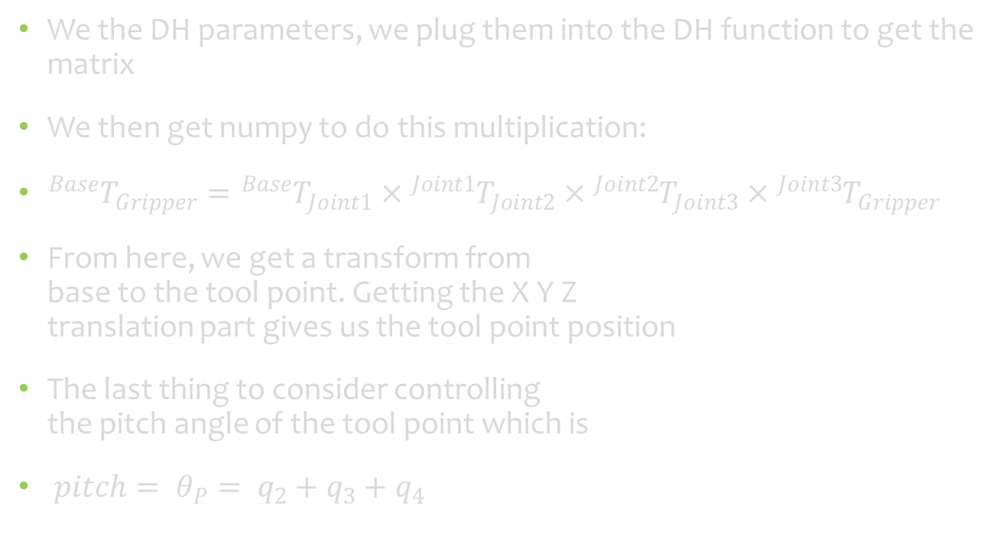 • We the DH parameters, we plug them into the DH function to get the
matrix
• We then get numpy to do this multiplication:
• ^{Base}T_{Gripper} = ^{Base}T_{Joint1} × ^{Joint1}T_{Joint2} × ^{Joint2}T_{Joint3} × ^{Joint3}T_{Gripper}
• From here, we get a transform from
base to the tool point. Getting the X Y Z
translation part gives us the tool point position
• The last thing to consider controlling
the pitch angle of the tool point which is
• pitch = θ_P = q_2 + q_3 + q_4